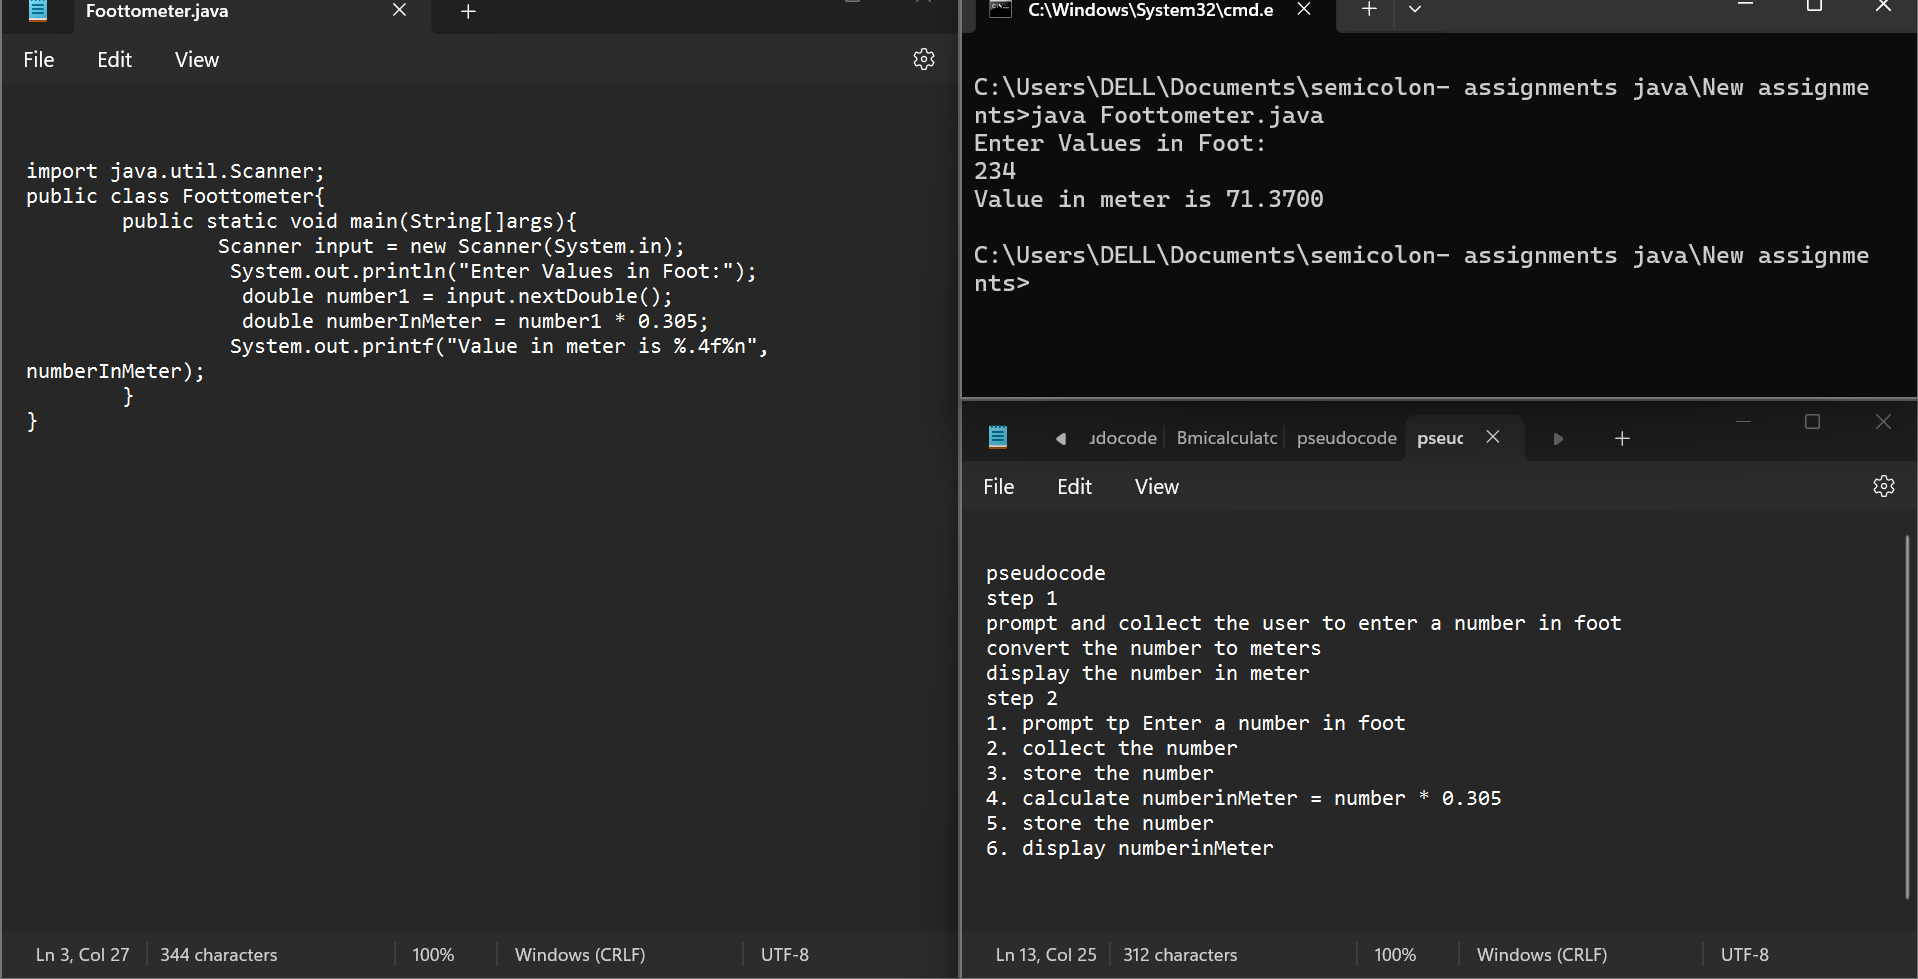 Foottometer.java
File Edit View
import java.util.Scanner;
public class Foottometer{
public static void main(String[]args){
Scanner input = new Scanner(System.in);
System.out.println("Enter Values in Foot:");
double number1 = input.nextDouble();
double numberInMeter = number1 * 0.305;
System.out.printf("Value in meter is %.4f%n",
numberInMeter);
}
}
Ln 3, Col 27 344 characters 100% Windows (CRLF) UTF-8
C:\Windows\System32\cmd.e
C:\Users\DELL\Documents\semicolon- assignments java\New assignme
nts>java Foottometer.java
Enter Values in Foot:
234
Value in meter is 71.3700
C:\Users\DELL\Documents\semicolon- assignments java\New assignme
nts>
udocode Bmicalculatc pseudocode pseuc
File Edit View
pseudocode
step 1
prompt and collect the user to enter a number in foot
convert the number to meters
display the number in meter
step 2
1. prompt tp Enter a number in foot
2. collect the number
3. store the number
4. calculate numberinMeter = number * 0.305
5. store the number
6. display numberinMeter
Ln 13, Col 25 312 characters 100% Windows (CRLF) UTF-8